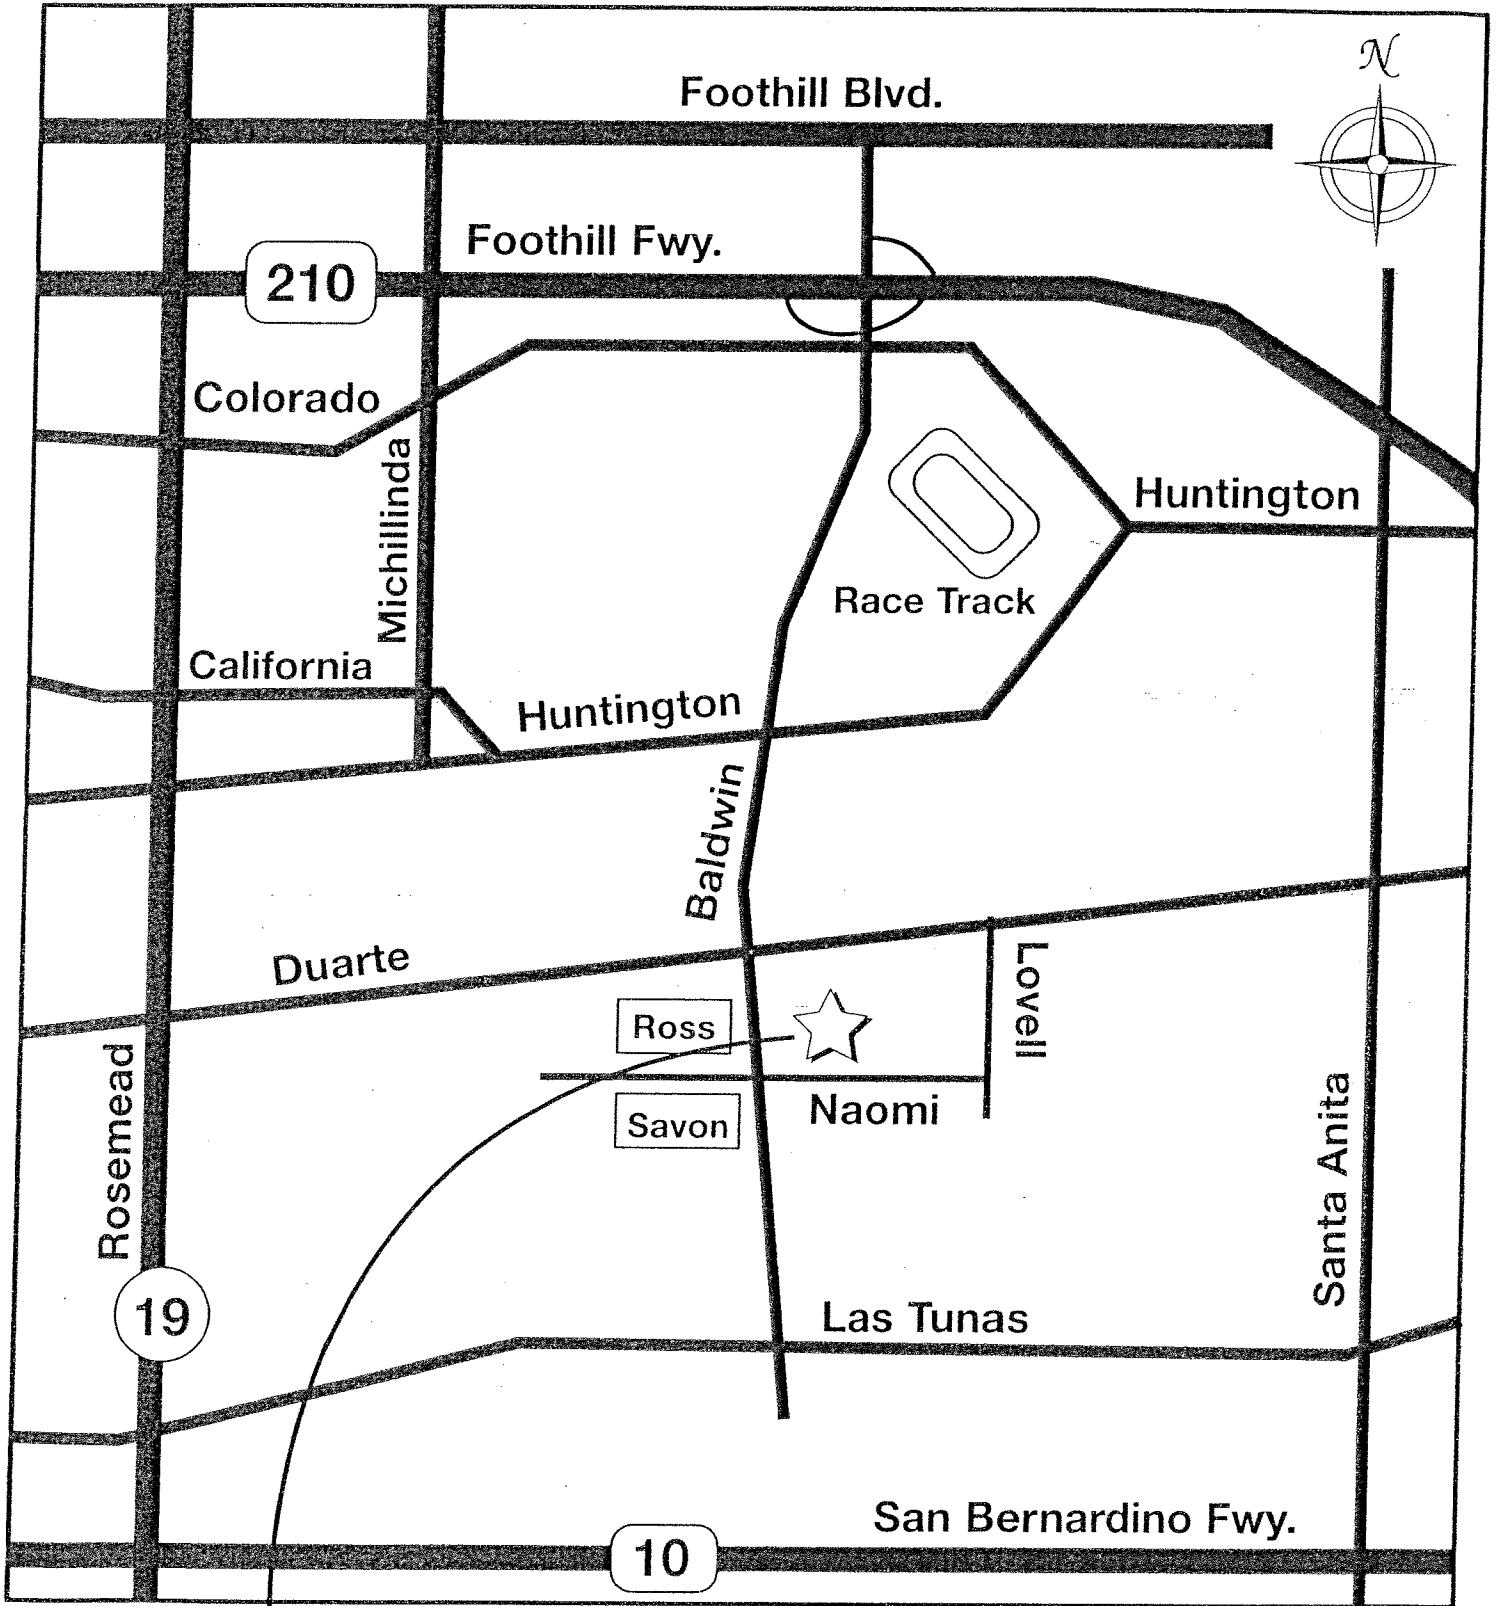 N
Foothill Blvd.
Foothill Fwy.
210
Colorado
Michillinda
Huntington
Race Track
California
Huntington
Baldwin
Duarte
Lovell
Ross
Naomi
Savon
Rosemead
Santa Anita
19
Las Tunas
San Bernardino Fwy.
10